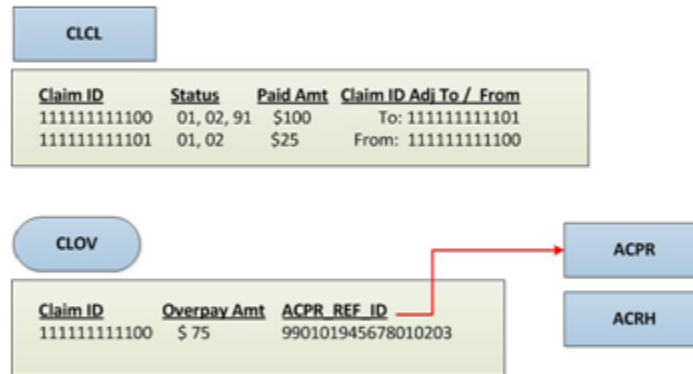 CLCL
Claim ID Status Paid Amt Claim ID Adj To / From
111111111100 01, 02, 91 $100 To: 111111111101
111111111101 01, 02 $25 From: 111111111100
CLOV
ACPR
Claim ID Overpay Amt ACPR_REF_ID
111111111100 $ 75 990101945678010203
ACRH